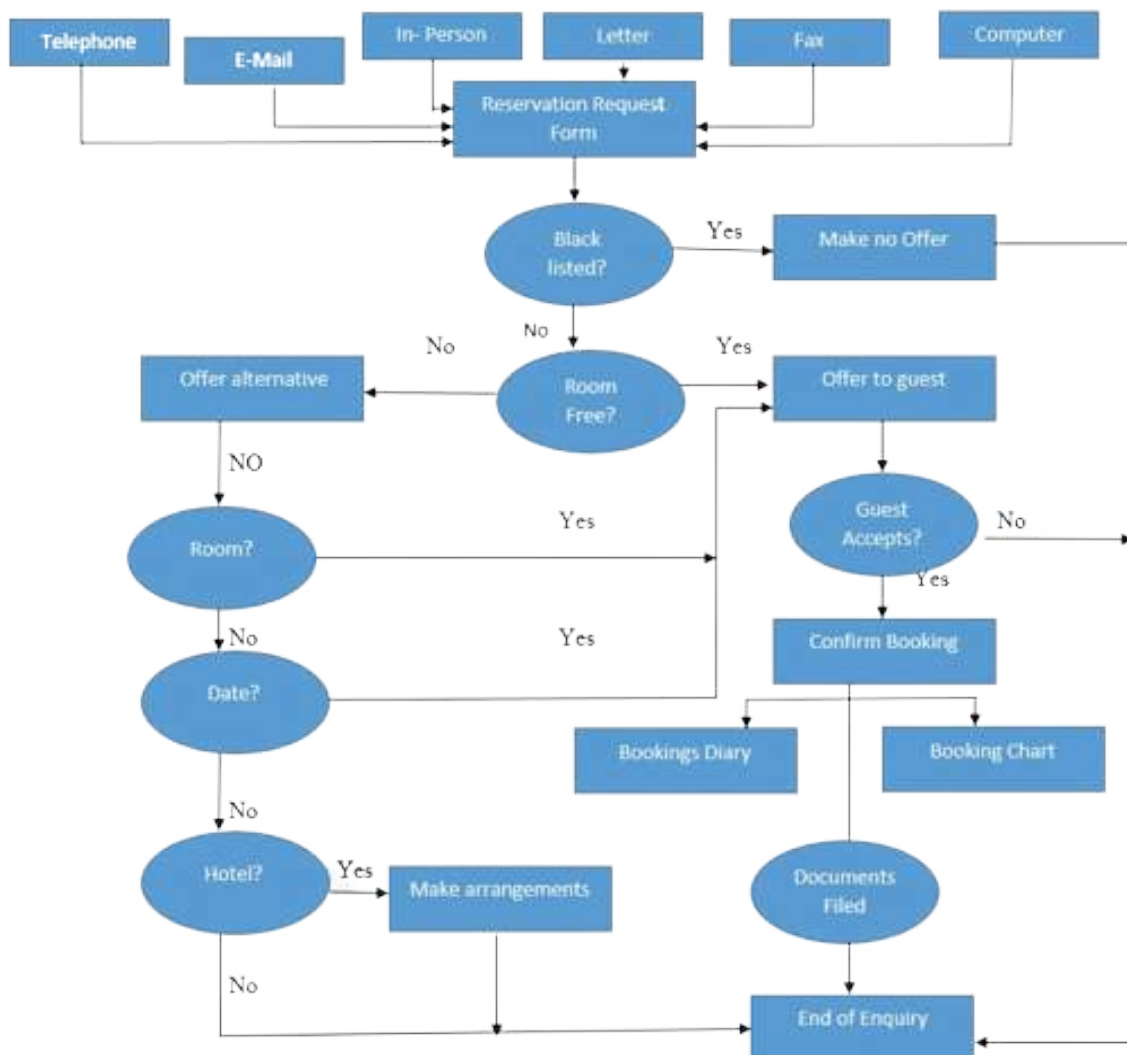 Telephone
E-Mail
In- Person
Letter
Fax
Computer
Reservation Request
Form
Black
listed?
Yes
Make no Offer
No
No
Yes
Offer alternative
Room
Free?
Offer to guest
NO
Yes
Guest
Accepts?
No
Room?
Yes
No
Yes
Confirm Booking
Date?
Bookings Diary
Booking Chart
No
Hotel?
Yes
Make arrangements
Documents
Filed
No
End of Enquiry